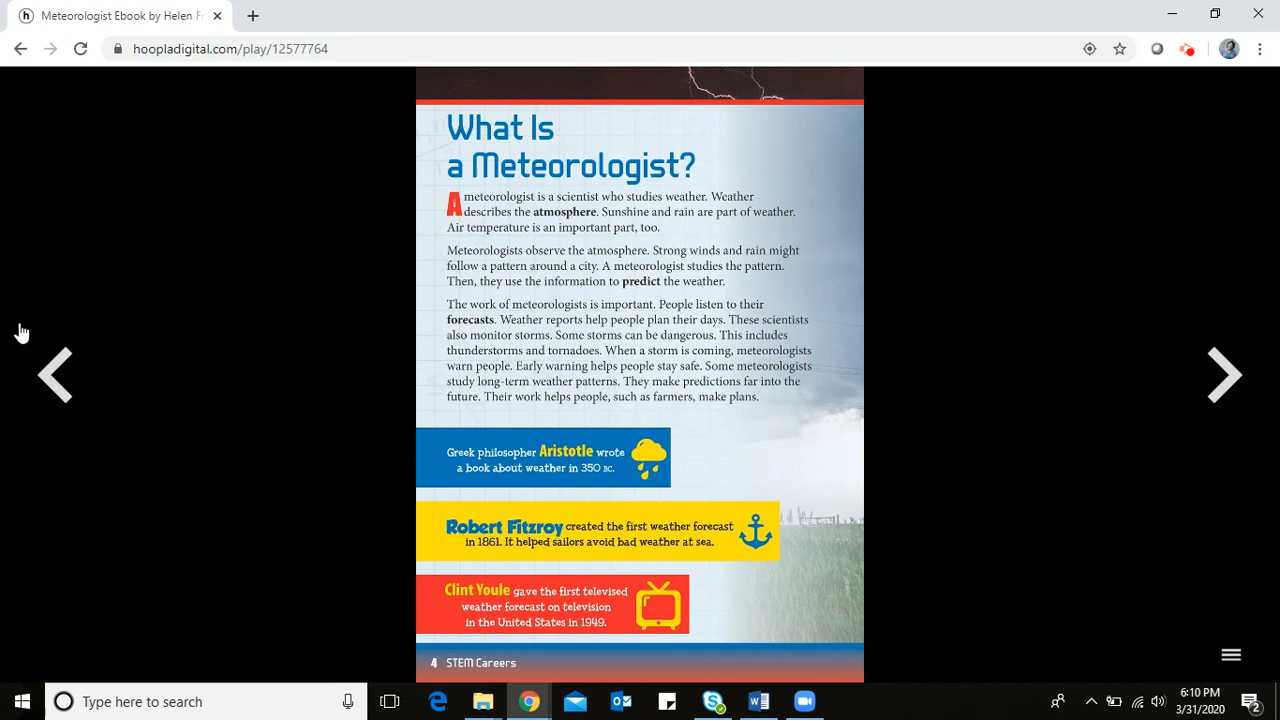 Meteorologist Ebook by Helen Fr
hoopladigital.com/play/12577764
What Is
a Meteorologist?
A meteorologist is a scientist who studies weather. Weather
describes the atmosphere. Sunshine and rain are part of weather.
Air temperature is an important part, too.
Meteorologists observe the atmosphere. Strong winds and rain might
follow a pattern around a city. A meteorologist studies the pattern.
Then, they use the information to predict the weather.
The work of meteorologists is important. People listen to their
forecasts. Weather reports help people plan their days. These scientists
also monitor storms. Some storms can be dangerous. This includes
thunderstorms and tornadoes. When a storm is coming, meteorologists
warn people. Early warning helps people stay safe. Some meteorologists
study long-term weather patterns. They make predictions far into the
future. Their work helps people, such as farmers, make plans.
Greek philosopher Aristotle wrote
a book about weather in 350 BC.
Robert Fitzroy created the first weather forecast
in 1861. It helped sailors avoid bad weather at sea.
Clint Youle gave the first televised
weather forecast on television
in the United States in 1949.
4 STEM Careers
Type here to search
6:10 PM
3/31/2020
2